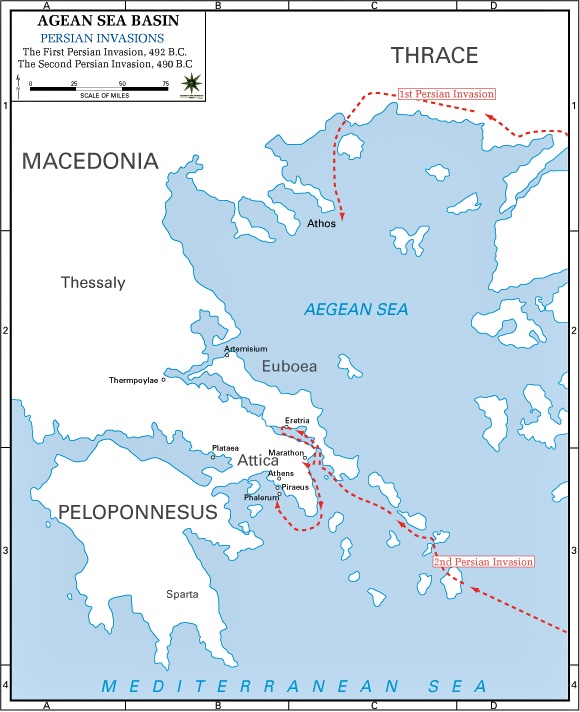 A
B
C
D
AGEAN SEA BASIN
PERSIAN INVASIONS
The First Persian Invasion, 492 B.C.
The Second Persian Invasion, 490 B.C
0 25 50 75
SCALE OF MILES
THRACE
1st Persian Invasion
1
1
MACEDONIA
Athos
Thessaly
AEGEAN SEA
2
2
Artemisium
Euboea
Thermpoylae
Eretria
Plataea
Marathon
Attica
Athens
Piraeus
Phalerum
PELOPONNESUS
3
3
2nd Persian Invasion
Sparta
4
4
MEDITERRANEAN SEA
A
B
C
D